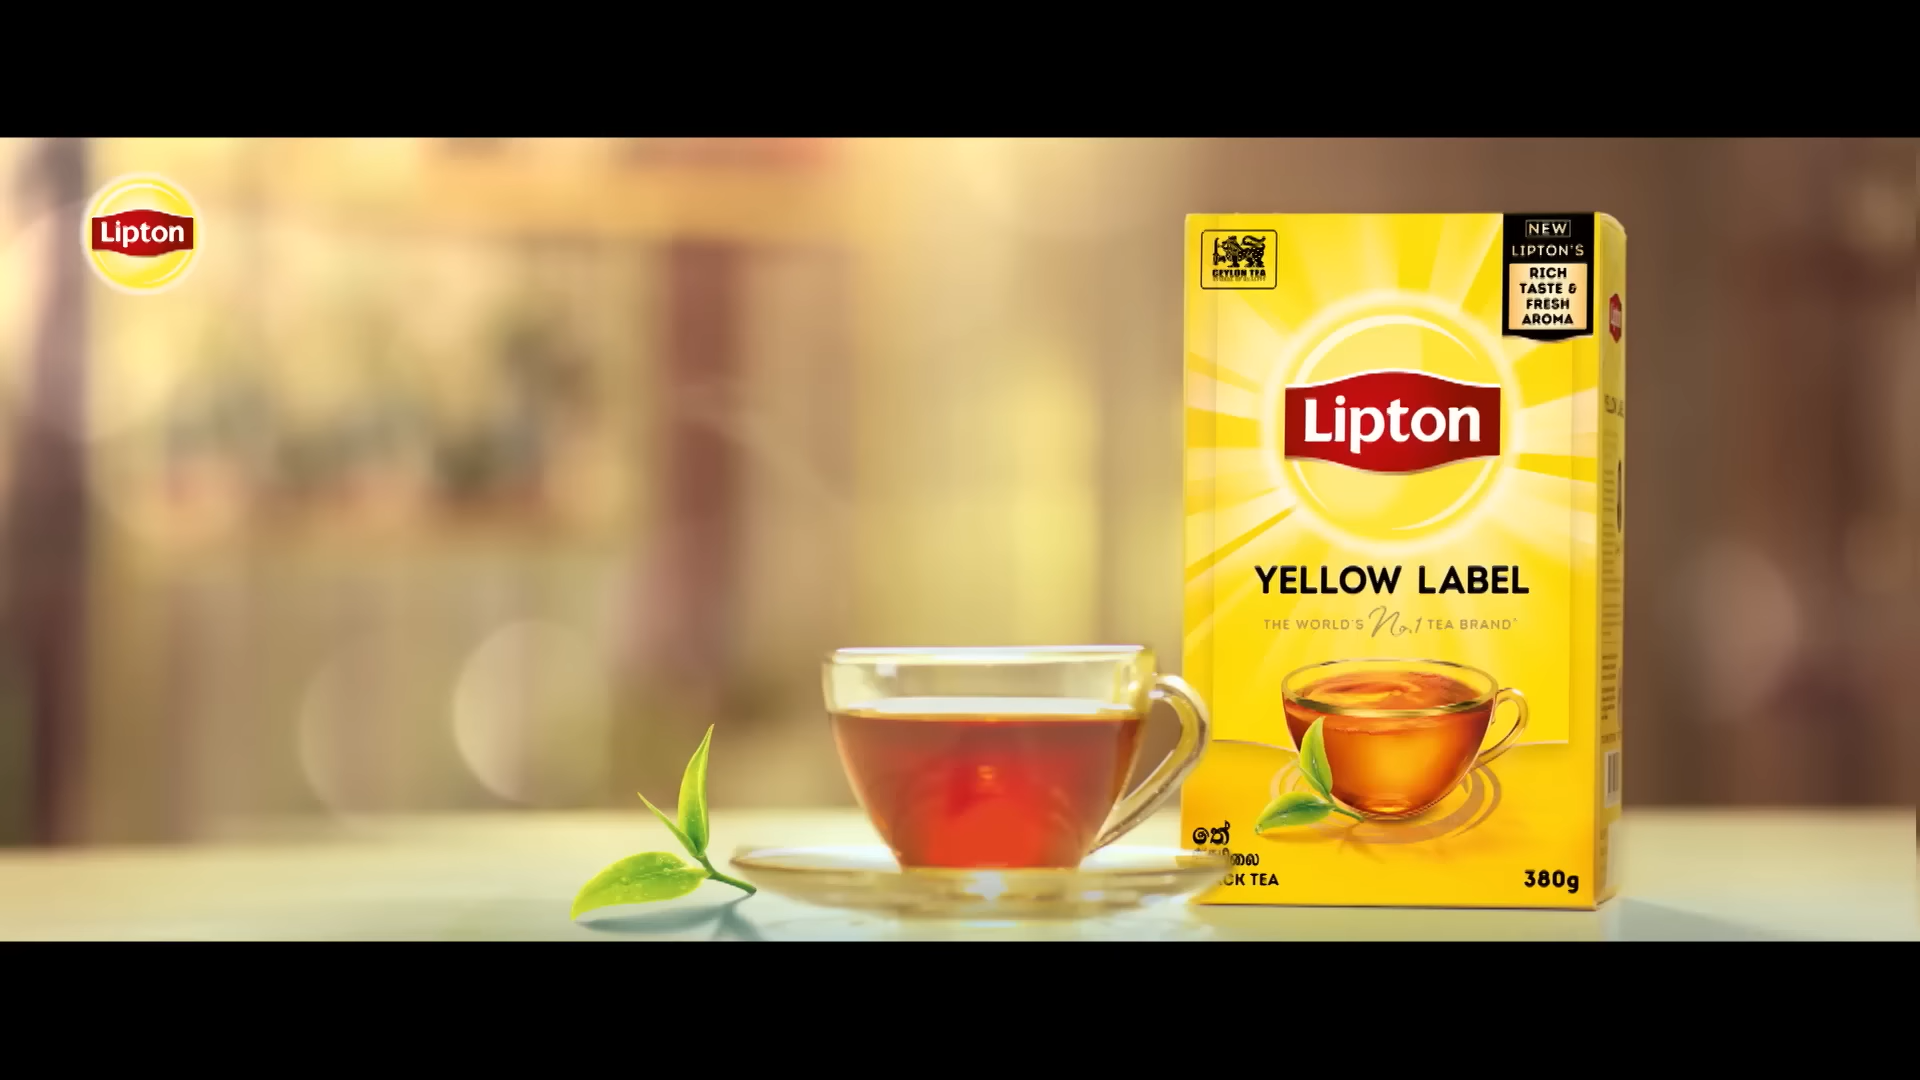 Lipton
CEYLON TEA
NEW
LIPTON'S
RICH
TASTE &
FRESH
AROMA
Lipton
YELLOW LABEL
THE WORLD'S No.1 TEA BRAND*
තේ
TEA
380g